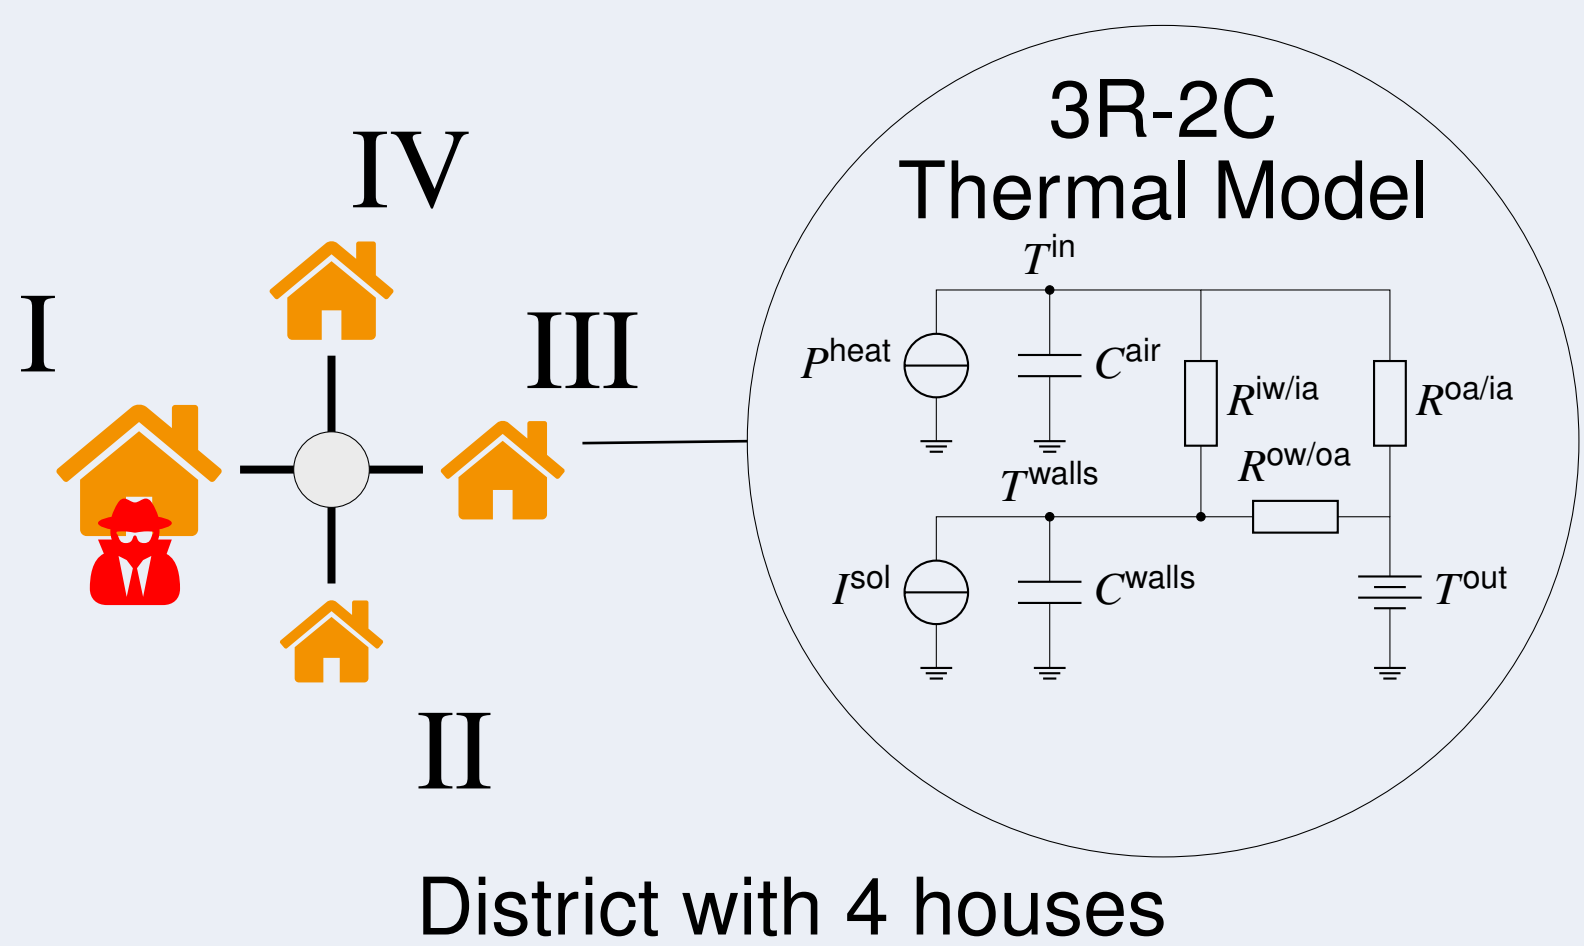 IV
I
III
3R-2C
Thermal Model
T^in
P^heat
C^air
R^iw/ia
R^oa/ia
R^ow/oa
T^walls
I^sol
C^walls
T^out
II
District with 4 houses